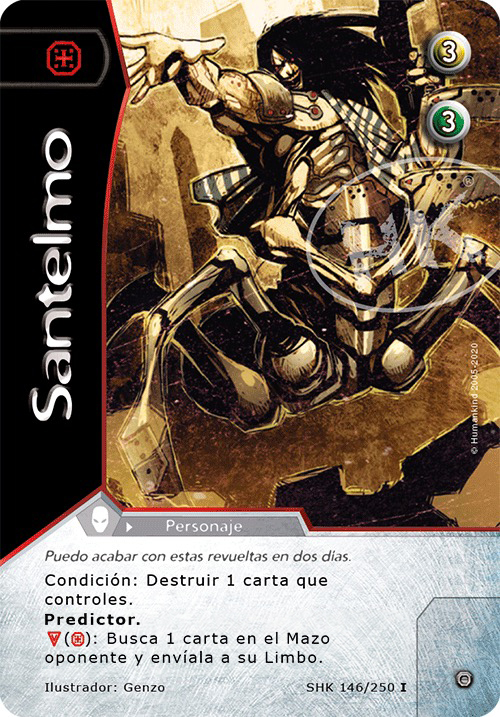 3
3
Santelmo
HK
®
© Humankind 2005-2020
Personaje
Puedo acabar con estas revueltas en dos días.
Condición: Destruir 1 carta que
controles.
Predictor.
( ): Busca 1 carta en el Mazo
oponente y envíala a su Limbo.
Ilustrador: Genzo SHK 146/250 I